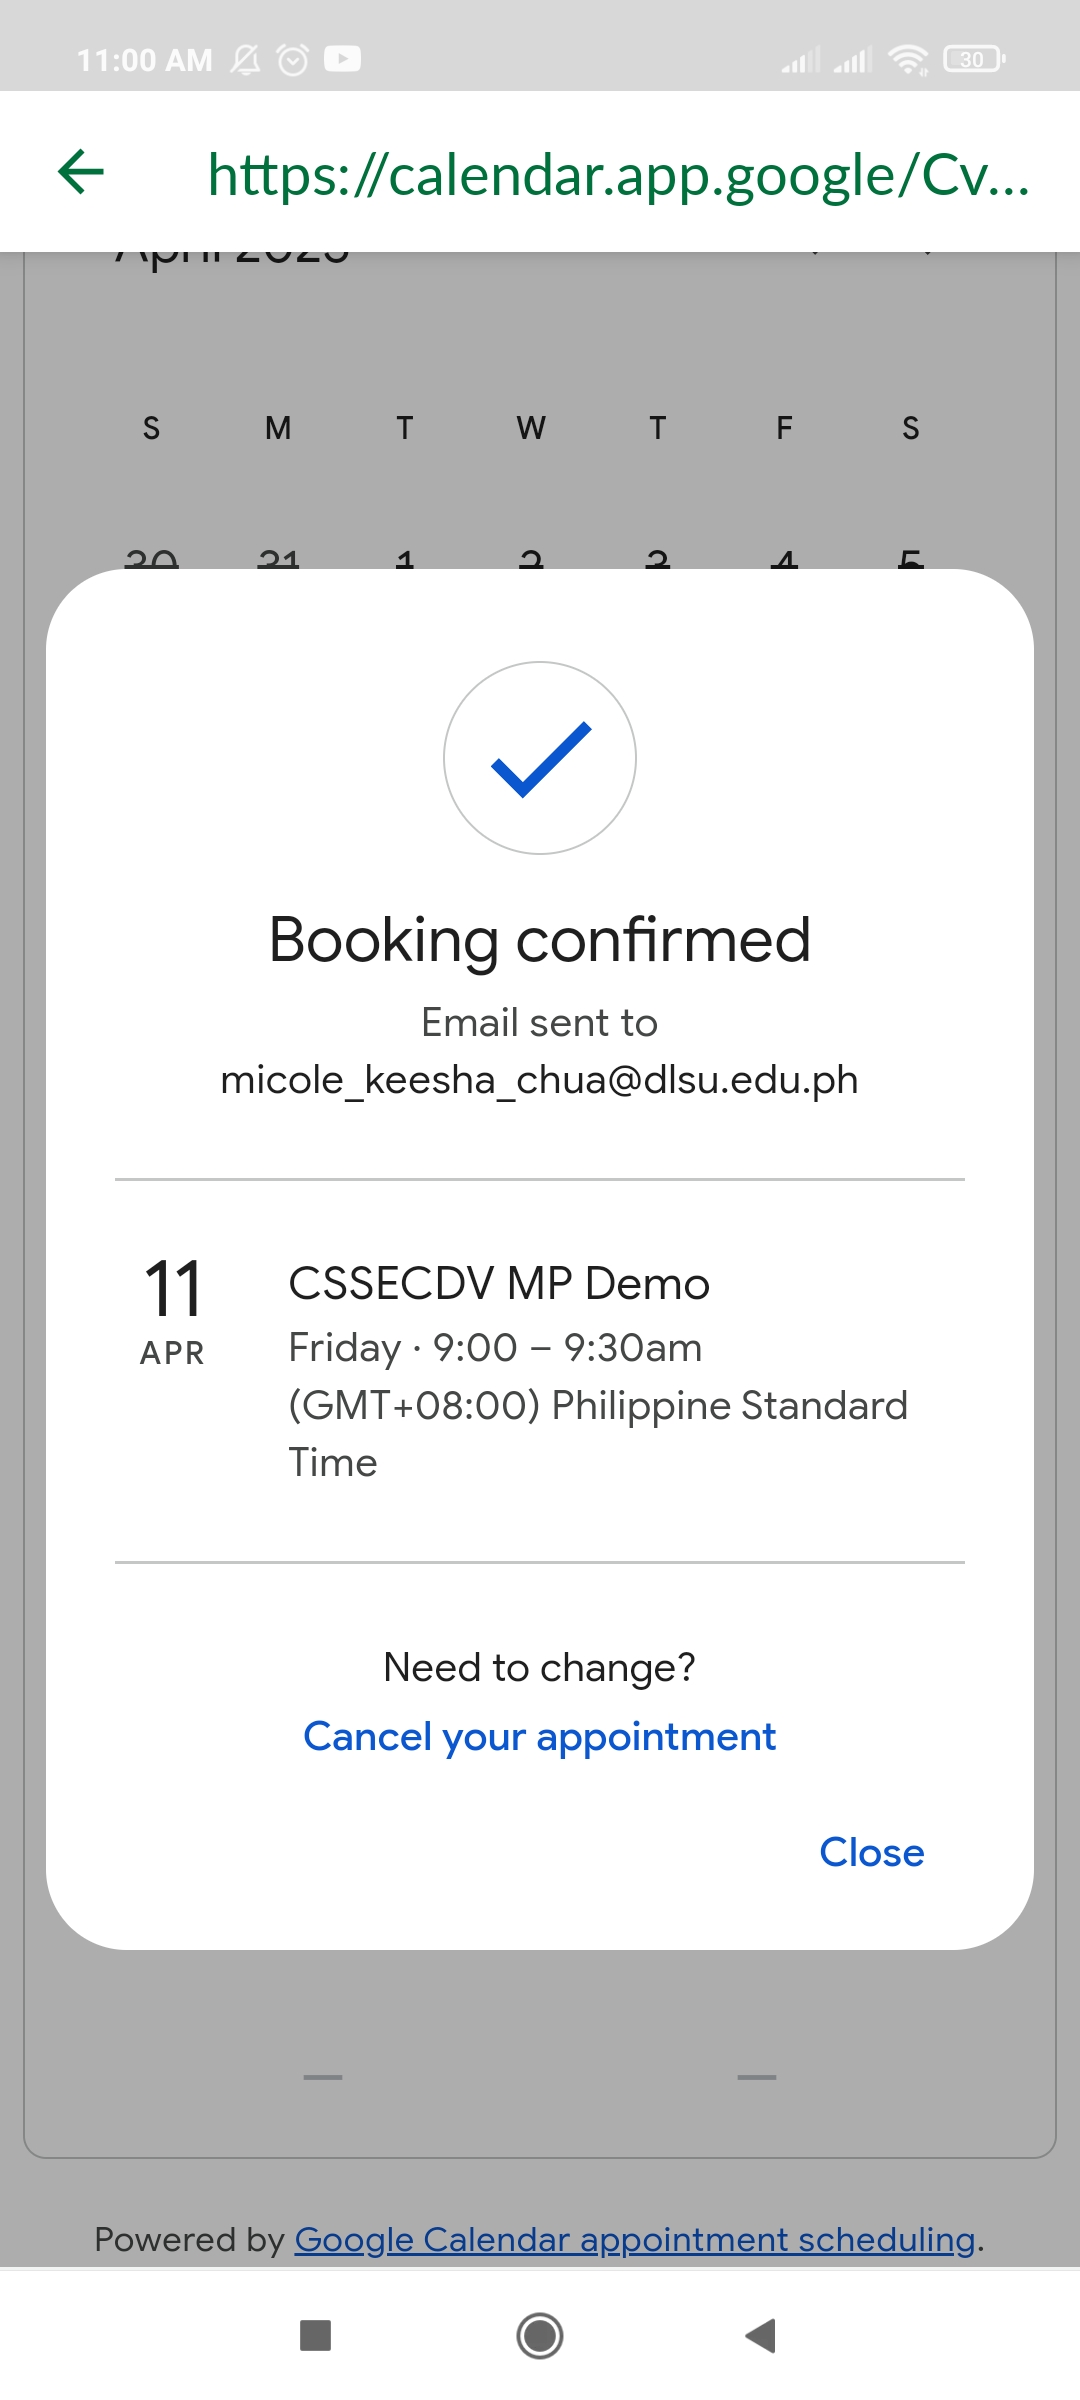 11:00 AM
30
https://calendar.app.google/Cv...
April 2025
S M T W T F S
30 31 1 2 3 4 5
Booking confirmed
Email sent to
micole_keesha_chua@dlsu.edu.ph
11
APR
CSSECDV MP Demo
Friday · 9:00 – 9:30am
(GMT+08:00) Philippine Standard
Time
Need to change?
Cancel your appointment
Close
Powered by Google Calendar appointment scheduling.